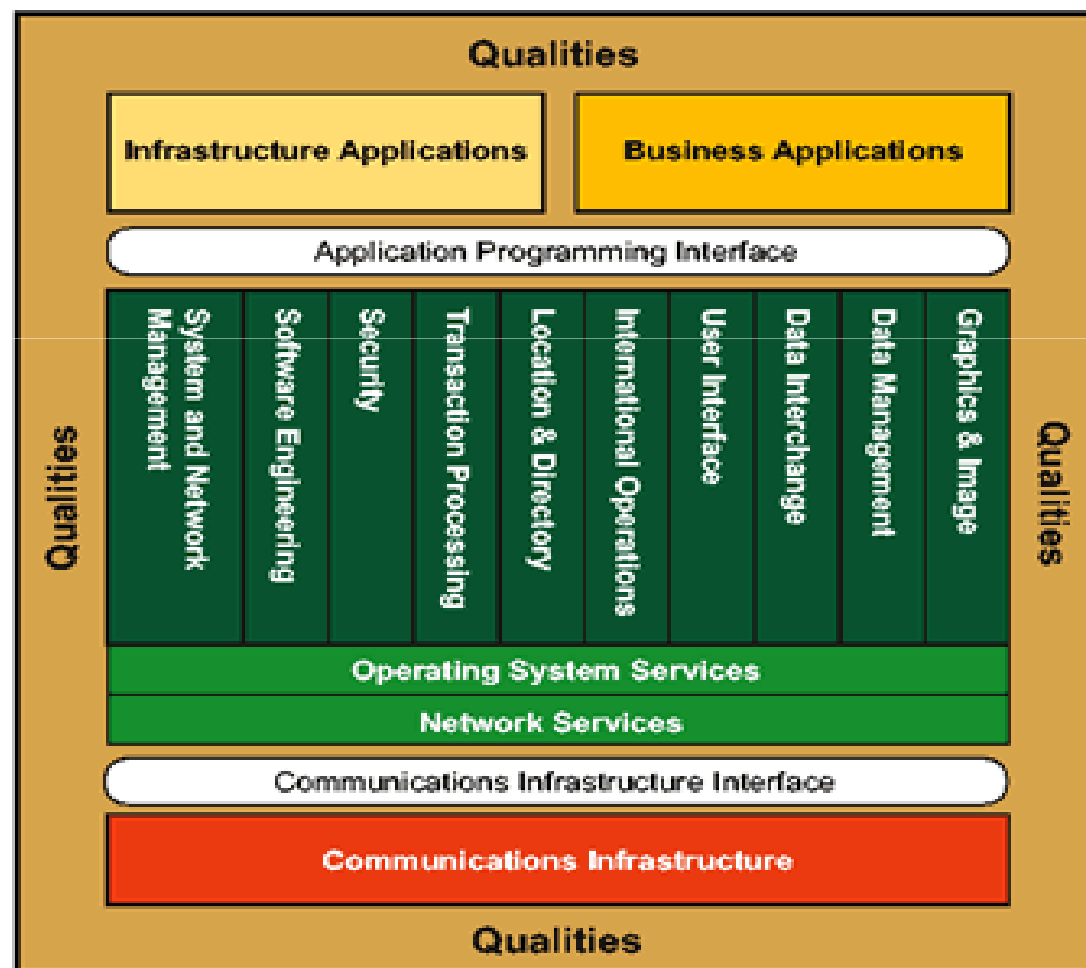 Qualities
Infrastructure Applications
Business Applications
Application Programming Interface
System and Network
Management
Software Engineering
Security
Transaction Processing
Location & Directory
International Operations
User Interface
Data Interchange
Data Management
Graphics & Image
Qualities
Qualities
Operating System Services
Network Services
Communications Infrastructure Interface
Communications Infrastructure
Qualities